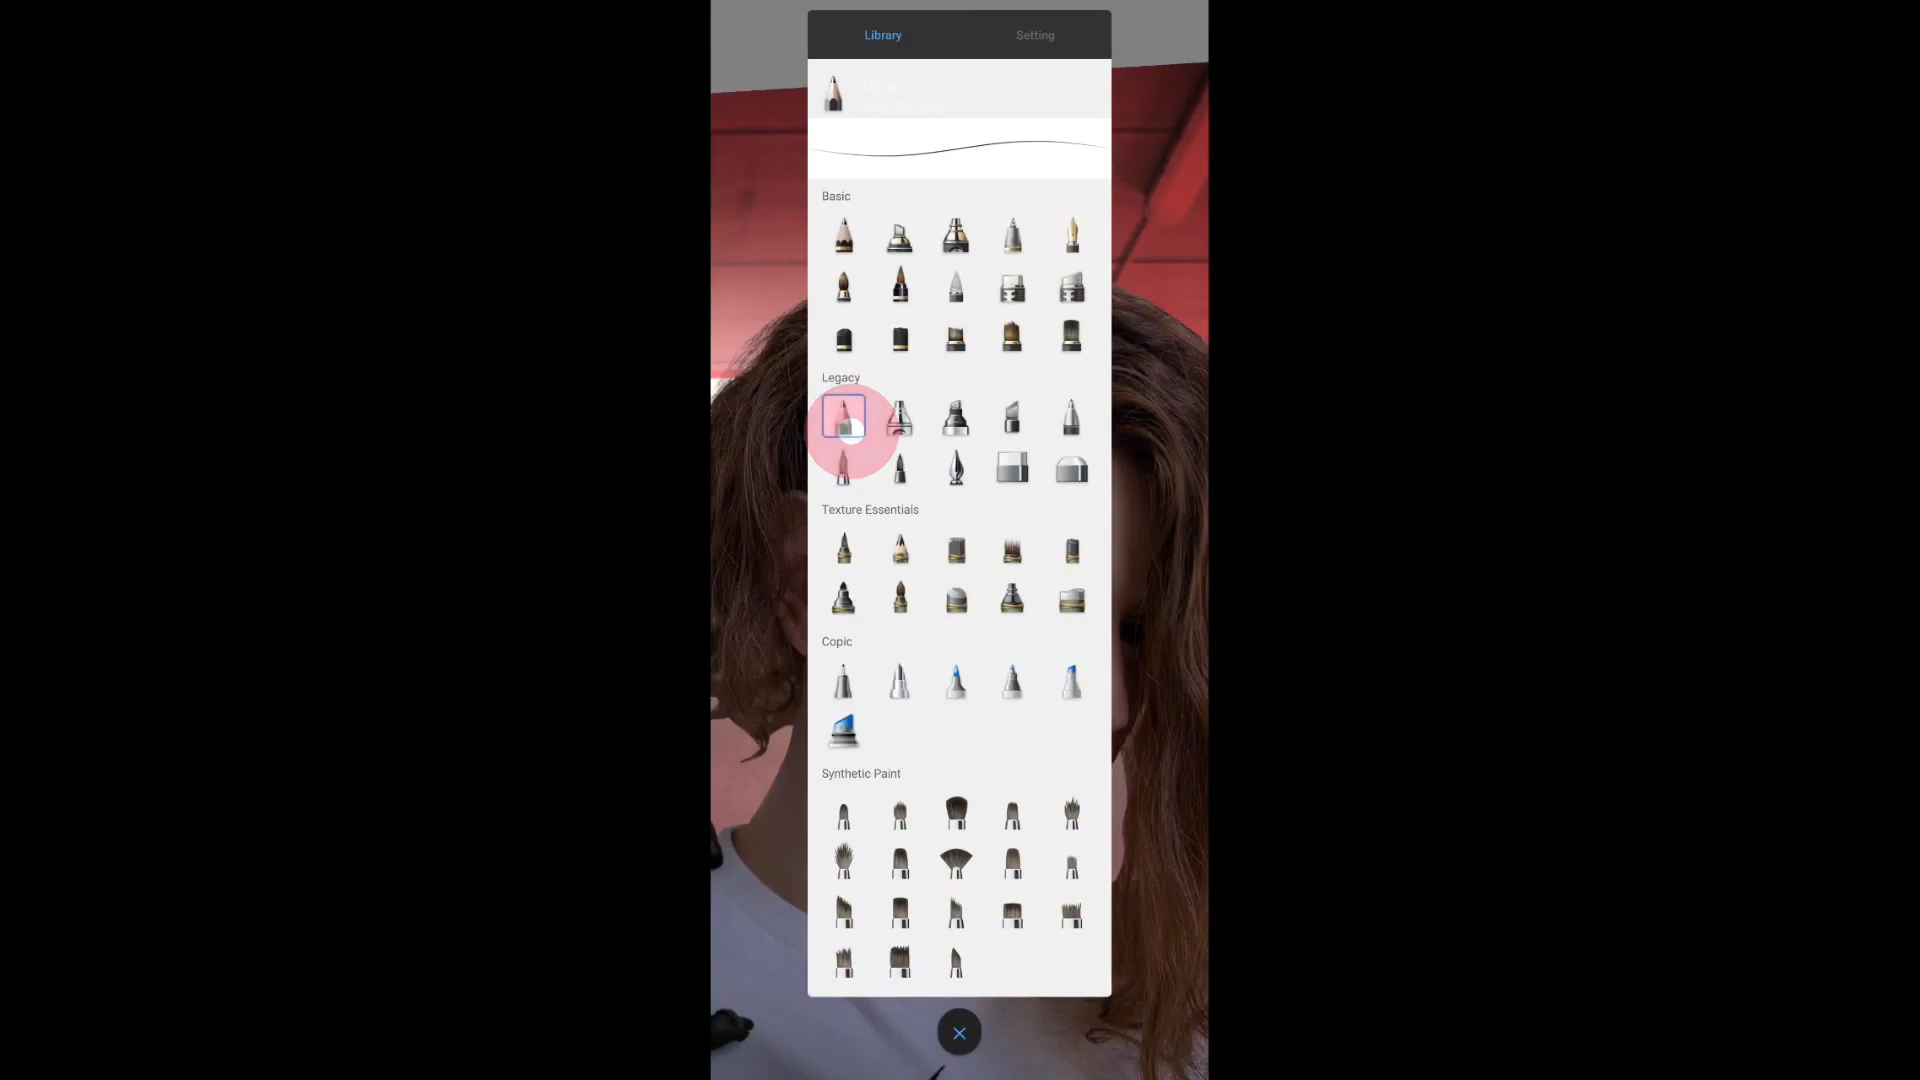 Library
Setting
Basic
Legacy
Texture Essentials
Copic
Synthetic Paint